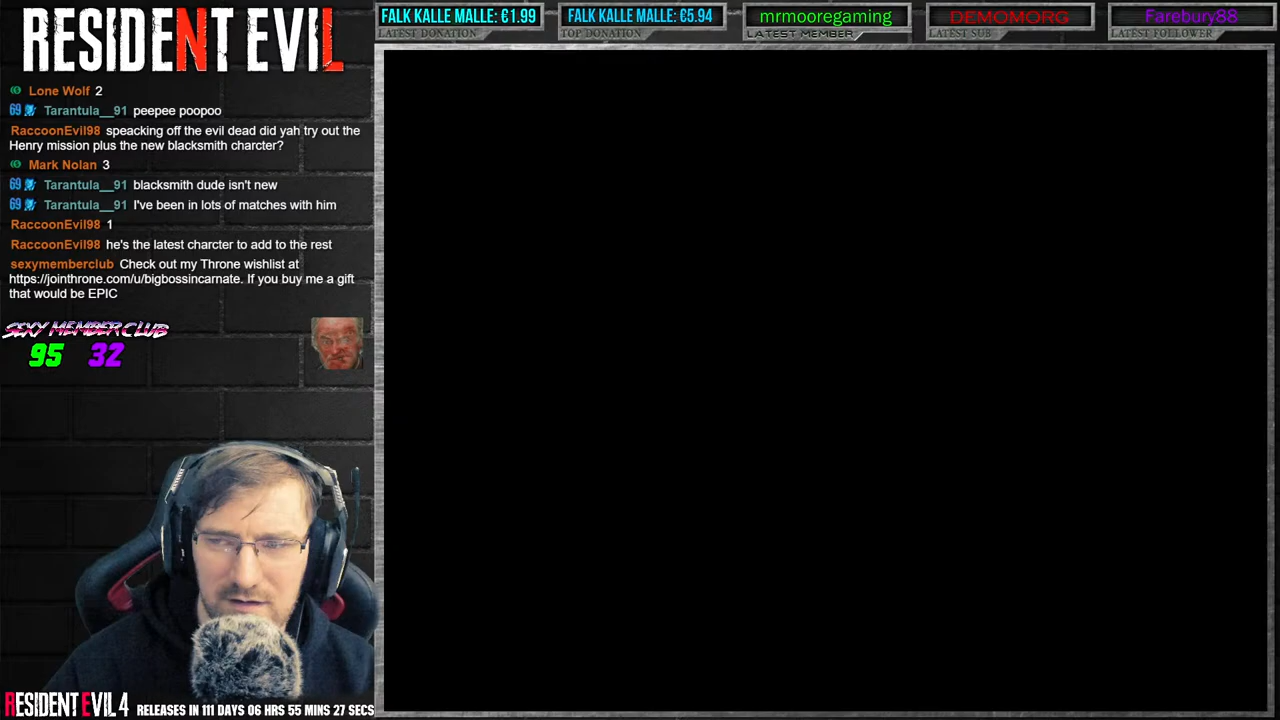 RESIDENT EVIL
FALK KALLE MALLE: €1.99
LATEST DONATION
FALK KALLE MALLE: €5.94
TOP DONATION
mrmooregaming
LATEST MEMBER
DEMOMORG
LATEST SUB
Farebury88
LATEST FOLLOWER
Lone Wolf 2
69 Tarantula__91 peepee poopoo
RaccoonEvil98 speacking off the evil dead did yah try out the
Henry mission plus the new blacksmith charcter?
Mark Nolan 3
69 Tarantula__91 blacksmith dude isn't new
69 Tarantula__91 I've been in lots of matches with him
RaccoonEvil98 1
RaccoonEvil98 he's the latest charcter to add to the rest
sexymemberclub Check out my Throne wishlist at
https://jointhrone.com/u/bigbossincarnate. If you buy me a gift
that would be EPIC
SEXY MEMBER CLUB
95 32
RESIDENT EVIL 4 RELEASES IN 111 DAYS 06 HRS 55 MINS 27 SECS